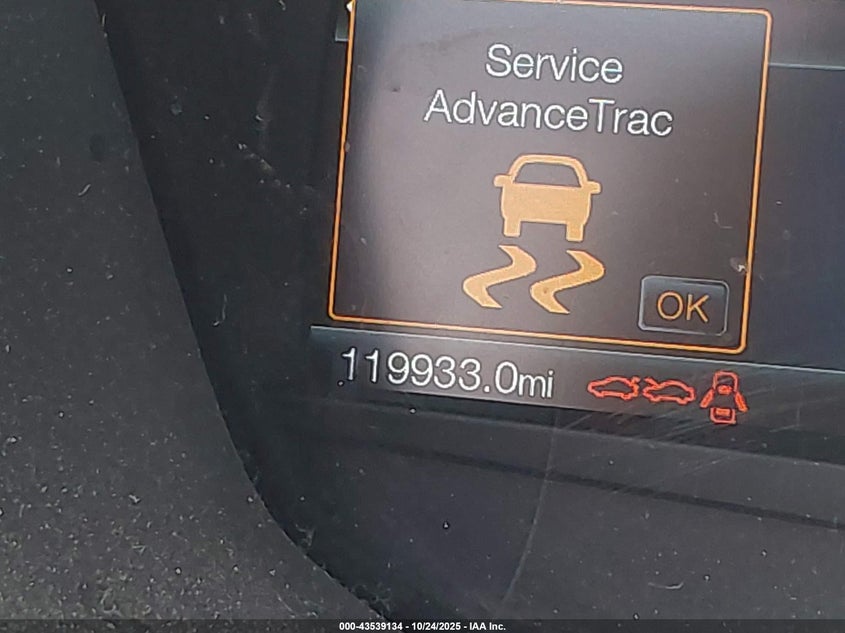 Service
AdvanceTrac
OK
119933.0mi
000-43539134 - 10/24/2025 - IAA Inc.